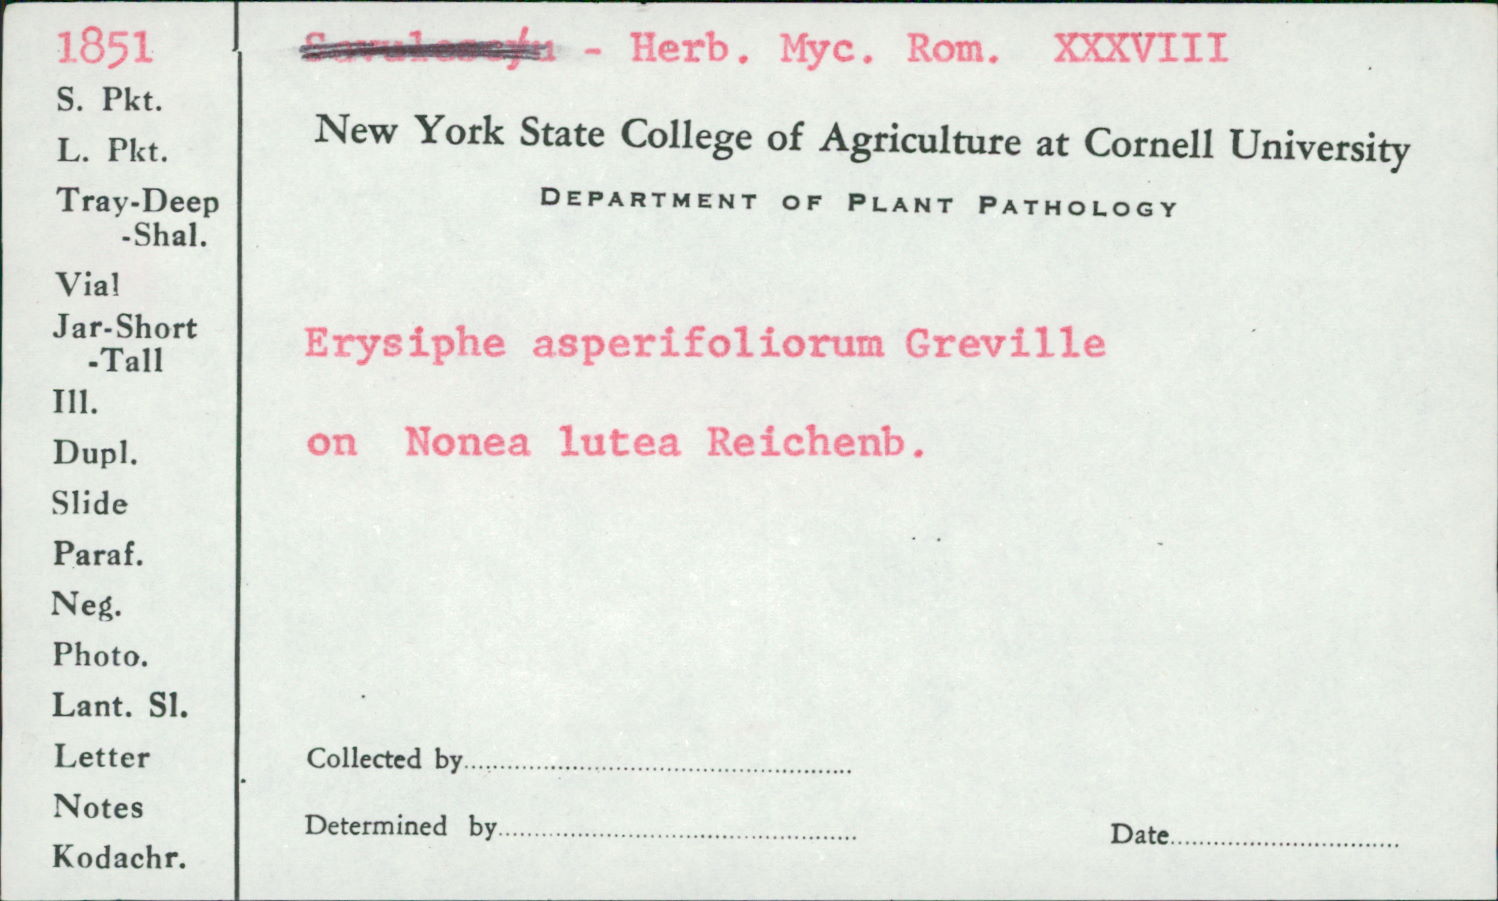 1851
- Herb. Myc. Rom. XXXVIII
S. Pkt.
L. Pkt.
Tray-Deep
-Shal.
Vial
Jar-Short
-Tall
Ill.
Dupl.
Slide
Paraf.
Neg.
Photo.
Lant. Sl.
Letter
Notes
Kodachr.
New York State College of Agriculture at Cornell University
DEPARTMENT OF PLANT PATHOLOGY
Erysiphe asperifoliorum Greville
on Nonea lutea Reichenb.
Collected by
Determined by
Date